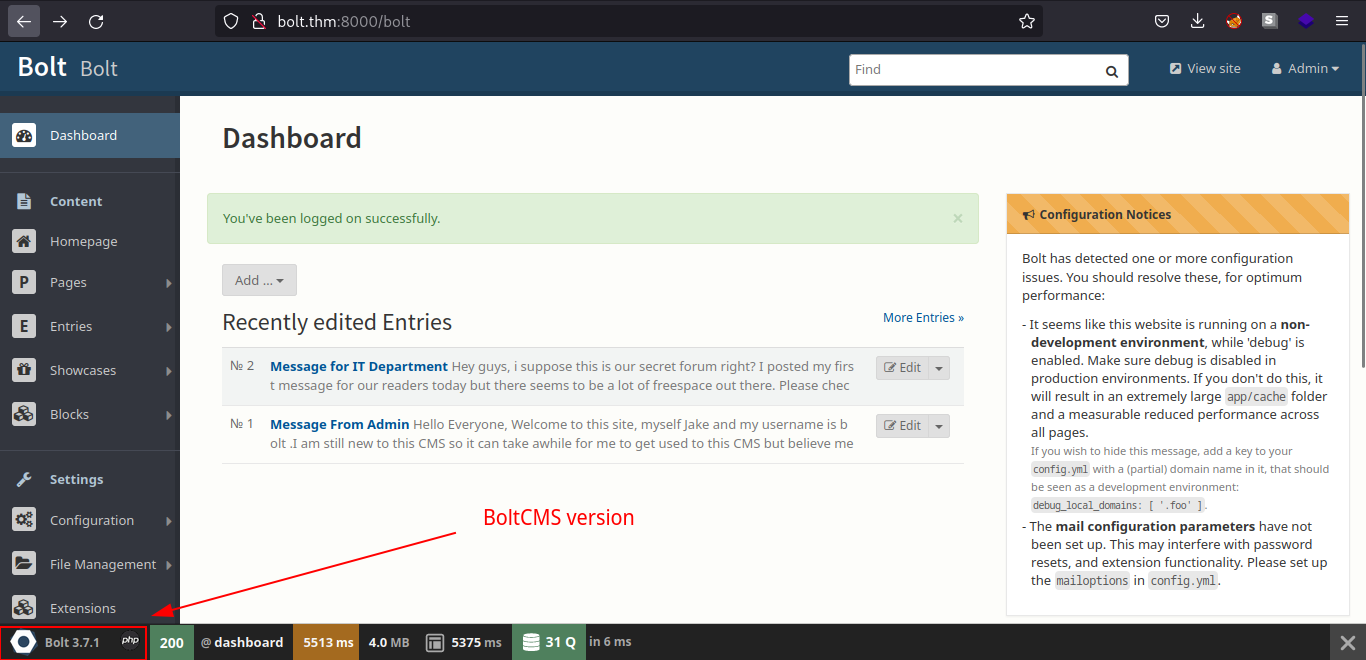 bolt.thm:8000/bolt
S
Bolt Bolt
Find
View site
Admin
Dashboard
Content
Homepage
P Pages
E Entries
Showcases
Blocks
Settings
Configuration
File Management
Extensions
Dashboard
You've been logged on successfully.
×
Add ...
Recently edited Entries
More Entries »
№ 2 Message for IT Department Hey guys, i suppose this is our secret forum right? I posted my firs
t message for our readers today but there seems to be a lot of freespace out there. Please chec
Edit
№ 1 Message From Admin Hello Everyone, Welcome to this site, myself Jake and my username is b
olt .I am still new to this CMS so it can take awhile for me to get used to this CMS but believe me
Edit
BoltCMS version
Configuration Notices
Bolt has detected one or more configuration
issues. You should resolve these, for optimum
performance:
- It seems like this website is running on a non-
development environment, while 'debug' is
enabled. Make sure debug is disabled in
production environments. If you don't do this, it
will result in an extremely large app/cache folder
and a measurable reduced performance across
all pages.
If you wish to hide this message, add a key to your
config.yml with a (partial) domain name in it, that should
be seen as a development environment:
debug_local_domains: [ '.foo' ].
- The mail configuration parameters have not
been set up. This may interfere with password
resets, and extension functionality. Please set up
the mailoptions in config.yml.
Bolt 3.7.1 php 200 @ dashboard 5513 ms 4.0 MB 5375 ms 31 Q in 6 ms